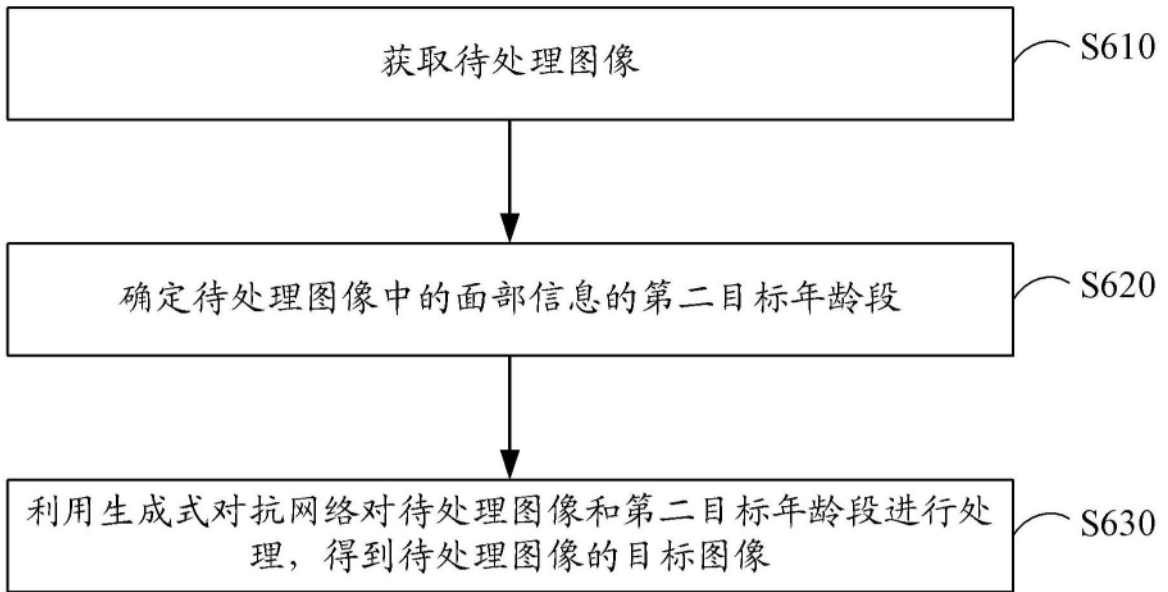 获取待处理图像
S610
确定待处理图像中的面部信息的第二目标年龄段
S620
利用生成式对抗网络对待处理图像和第二目标年龄段进行处
理，得到待处理图像的目标图像
S630